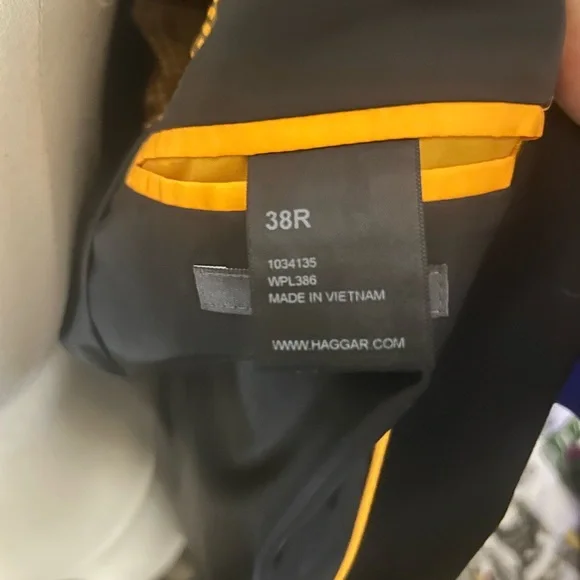 38R
1034135
WPL386
MADE IN VIETNAM
WWW.HAGGAR.COM